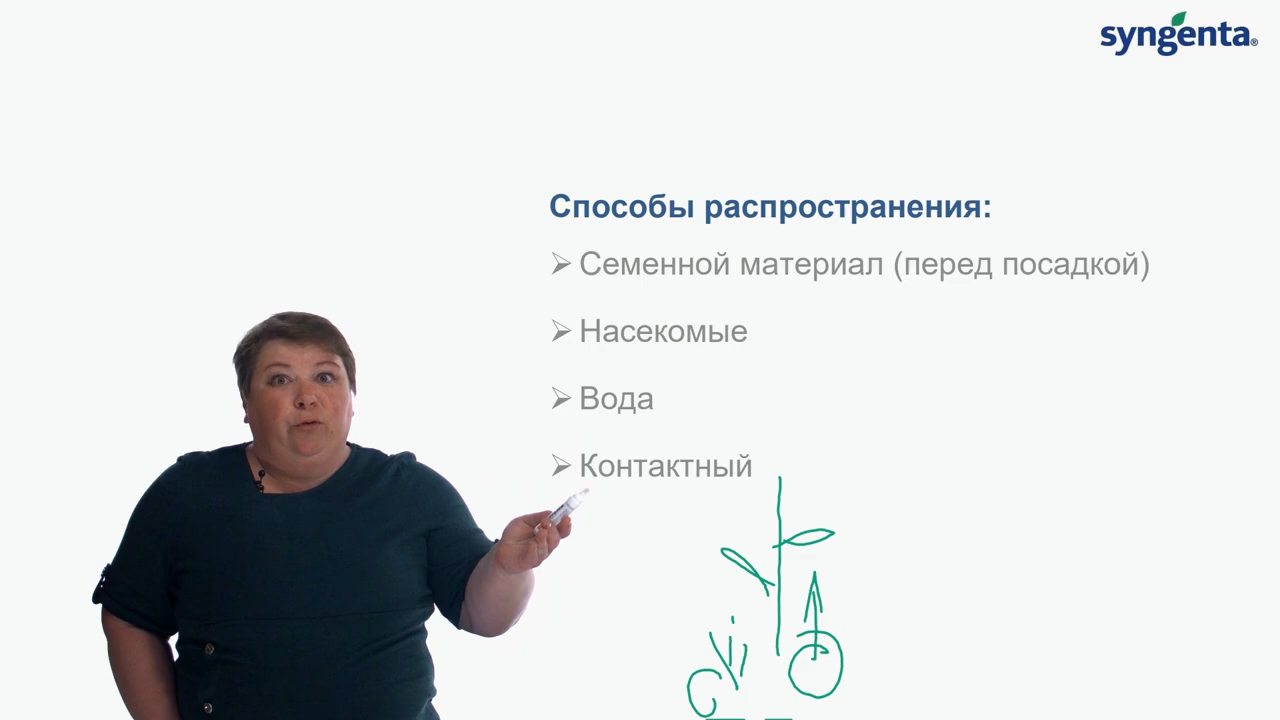 syngenta®
Способы распространения:
➢ Семенной материал (перед посадкой)
➢ Насекомые
➢ Вода
➢ Контактный